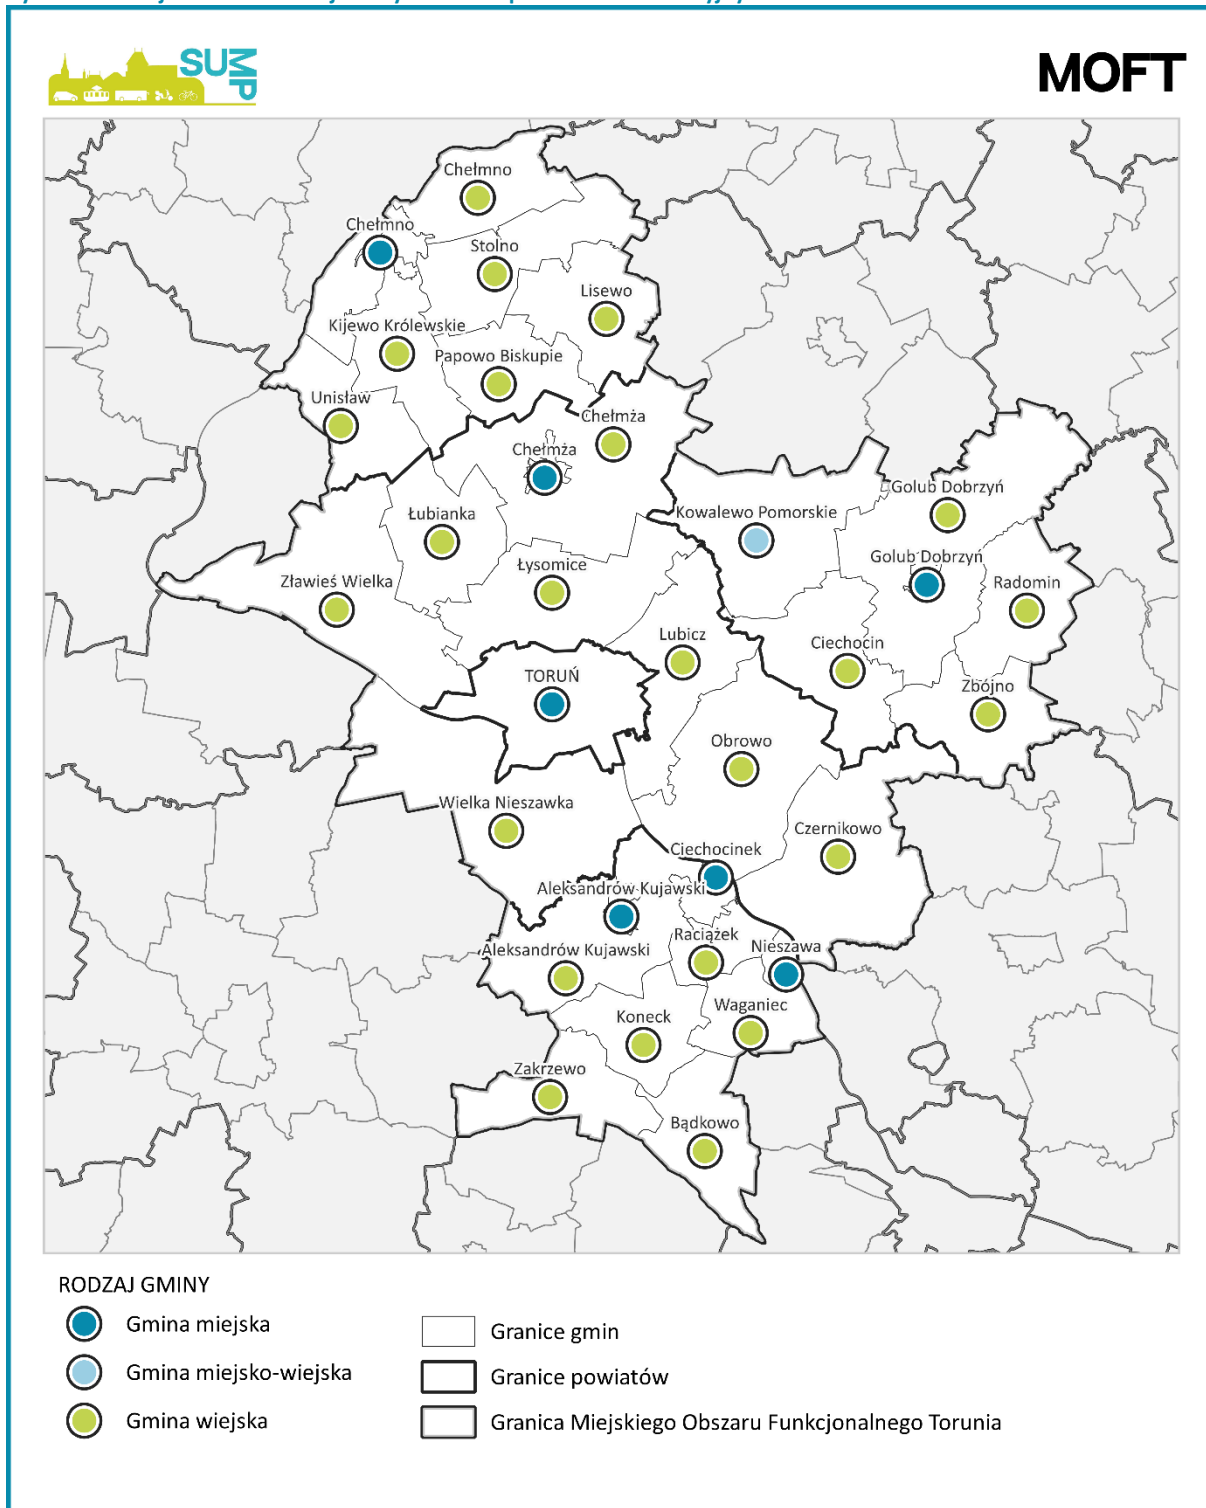 SUMP
MOFT
Chełmno
Chełmno
Stolno
Lisewo
Kijewo Królewskie
Papowo Biskupie
Unisław
Chełmża
Chełmża
Golub Dobrzyń
Łubianka
Kowalewo Pomorskie
Golub Dobrzyń
Łysomice
Radomin
Zławieś Wielka
Lubicz
Ciechocin
TORUŃ
Zbójno
Obrowo
Wielka Nieszawka
Czernikowo
Ciechocinek
Aleksandrów Kujawski
Raciążek
Nieszawa
Aleksandrów Kujawski
Waganiec
Koneck
Zakrzewo
Bądkowo
RODZAJ GMINY
Gmina miejska
Gmina miejsko-wiejska
Gmina wiejska
Granice gmin
Granice powiatów
Granica Miejskiego Obszaru Funkcjonalnego Torunia